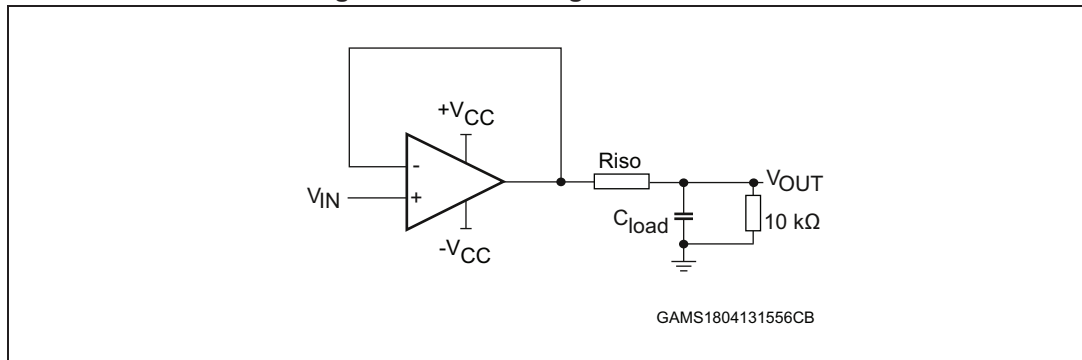 +VCC
-
+
VIN
-VCC
Riso
VOUT
Cload
10 kΩ
GAMS1804131556CB